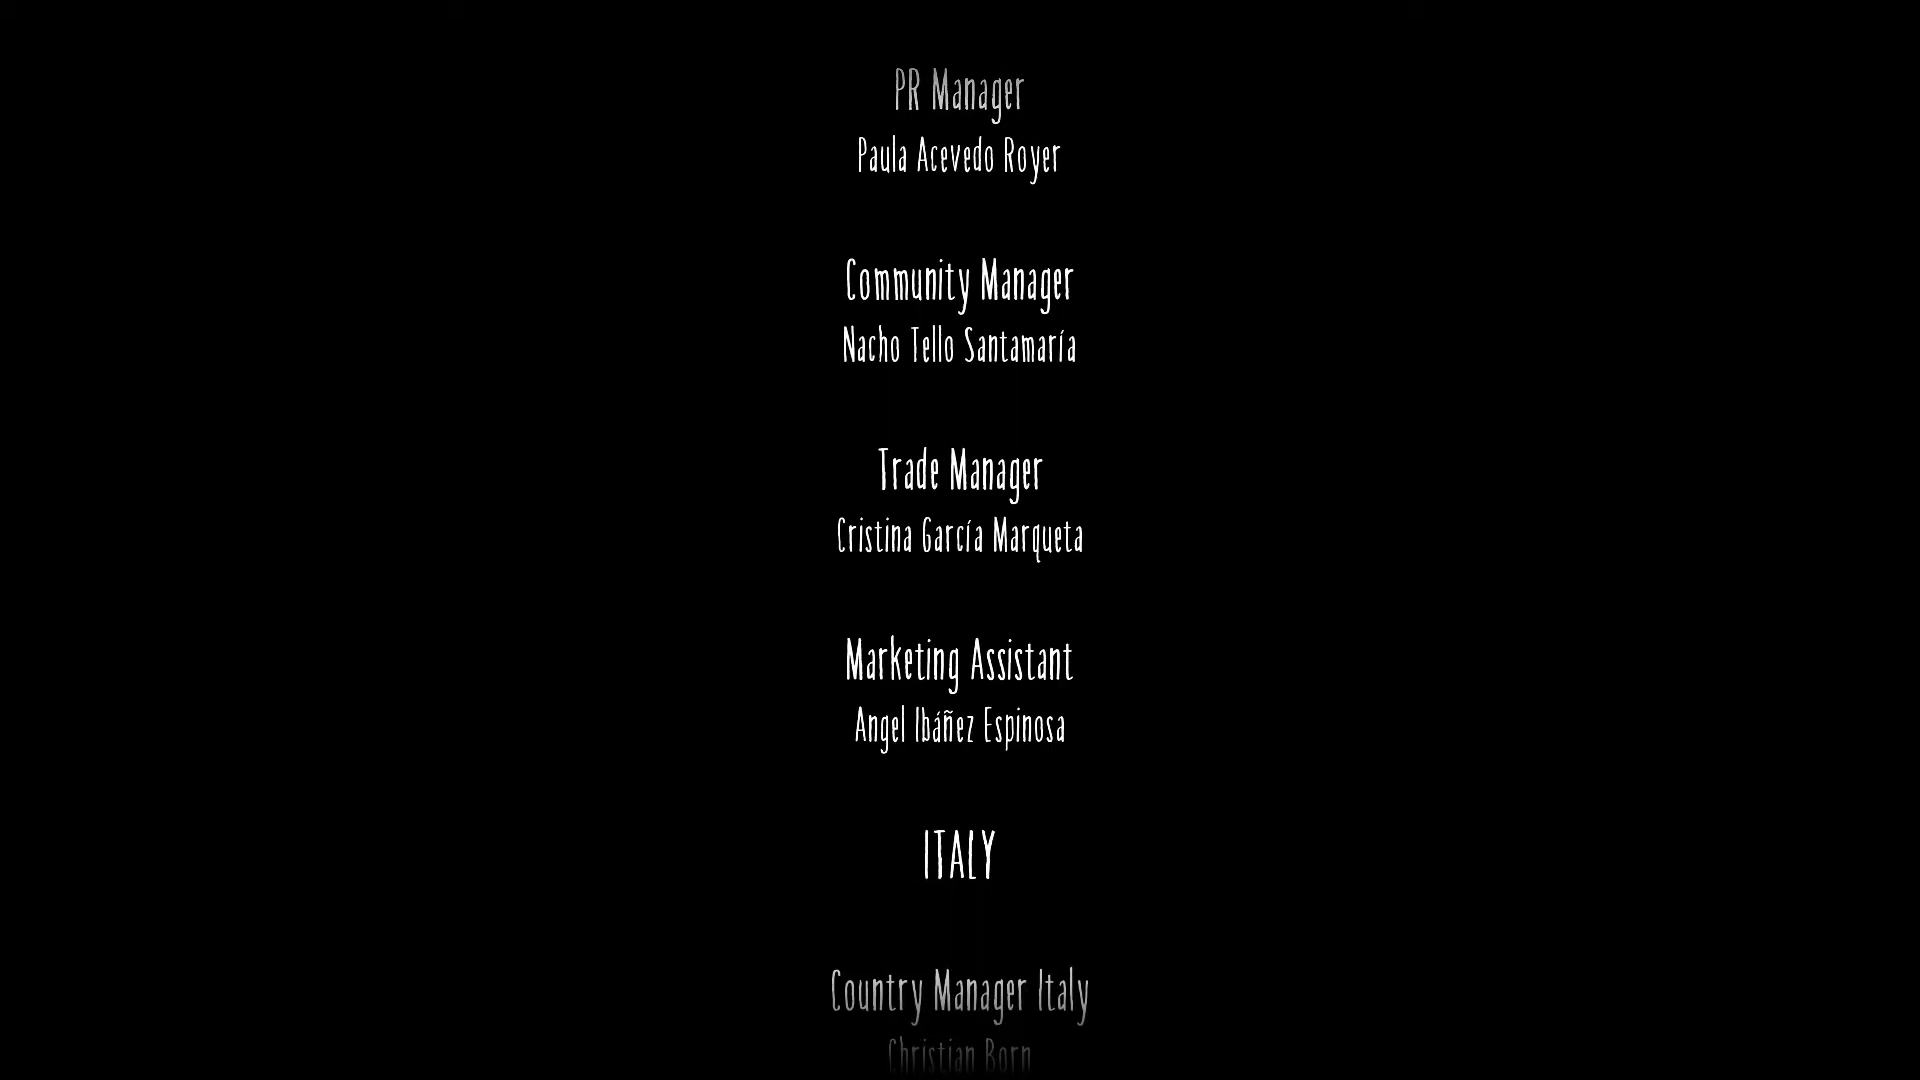 PR Manager
Paula Acevedo Royer
Community Manager
Nacho Tello Santamaría
Trade Manager
Cristina García Marqueta
Marketing Assistant
Angel Ibáñez Espinosa
ITALY
Country Manager Italy
Christian Born